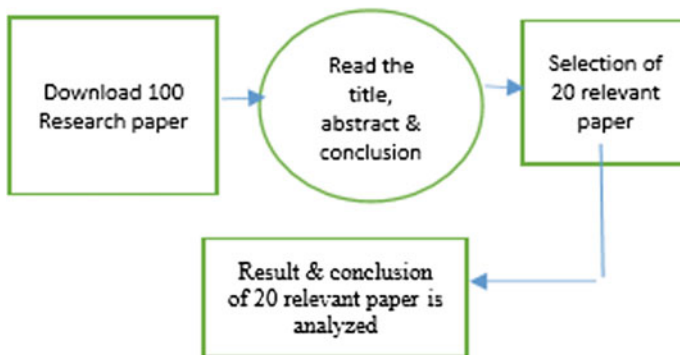 Download 100
Research paper
Read the
title,
abstract &
conclusion
Selection of
20 relevant
paper
Result & conclusion
of 20 relevant paper is
analyzed